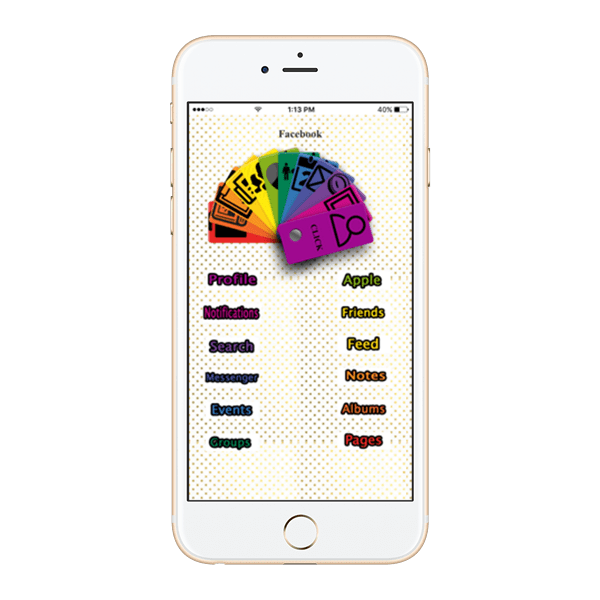 1:13 PM
40%
Facebook
CLICK
Profile
Notifications
Search
Messenger
Events
Groups
Apple
Friends
Feed
Notes
Albums
Pages